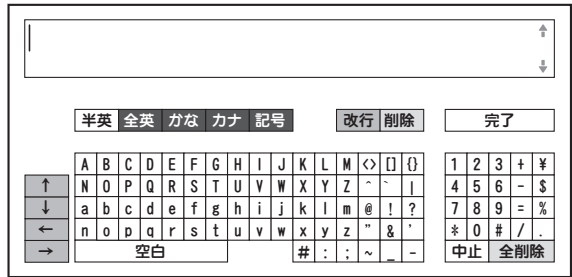 半英 全英 かな カナ 記号 改行 削除 完了
A B C D E F G H I J K L M <> [] {} 1 2 3 + ¥
↑ N O P Q R S T U V W X Y Z ^ ` | 4 5 6 - $
↓ a b c d e f g h i j k l m @ ! ? 7 8 9 = %
← n o p q r s t u v w x y z " & ' * 0 # / .
→ 空白 # : ; ~ _ - 中止 全削除